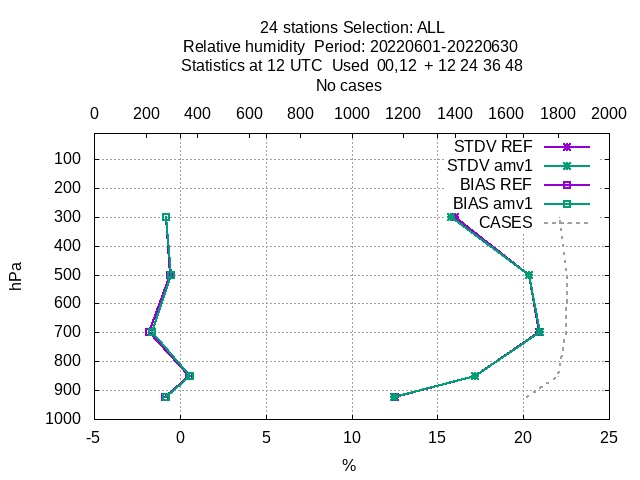 24 stations Selection: ALL
Relative humidity  Period: 20220601-20220630
Statistics at 12 UTC  Used  00,12  + 12 24 36 48
No cases
0 200 400 600 800 1000 1200 1400 1600 1800 2000
STDV REF
STDV amv1
BIAS REF
BIAS amv1
CASES
100
200
300
400
500
600
700
800
900
1000
hPa
-5 0 5 10 15 20 25
%